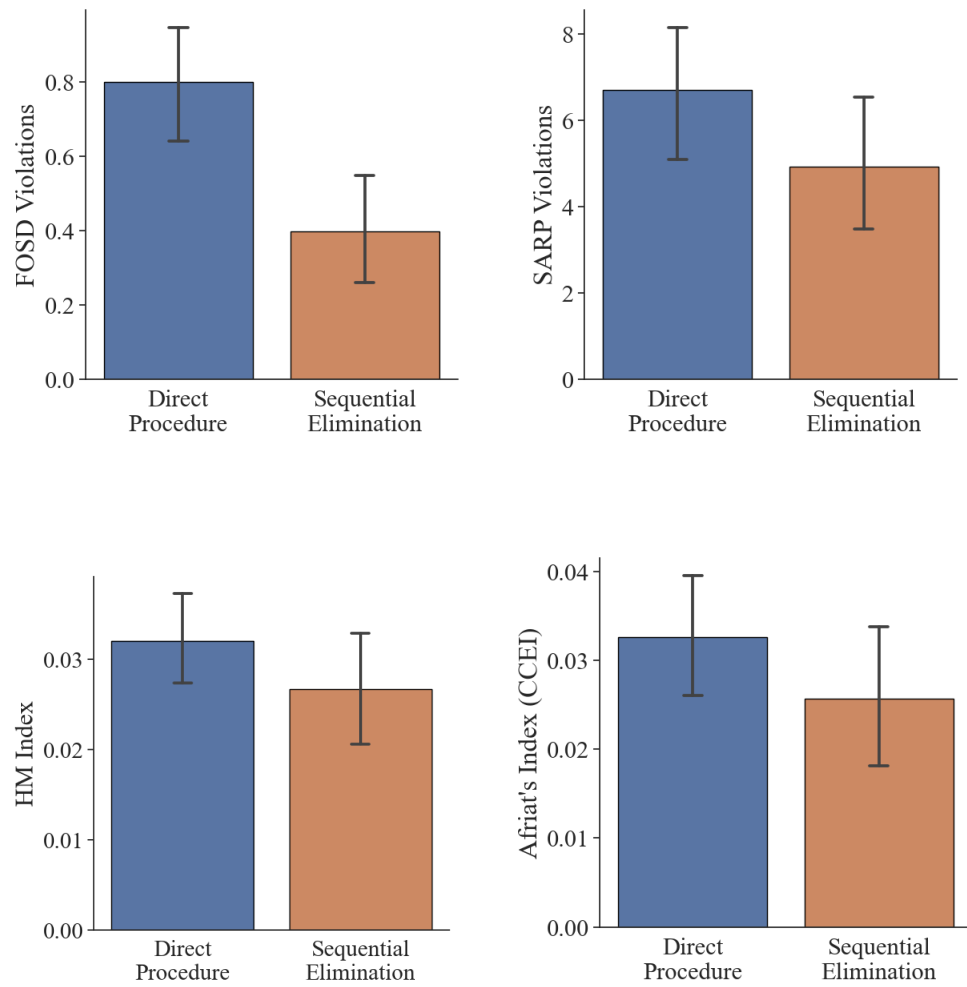 FOSD Violations
0.8
0.6
0.4
0.2
0.0
Direct
Procedure
Sequential
Elimination
SARP Violations
8
6
4
2
0
Direct
Procedure
Sequential
Elimination
HM Index
0.03
0.02
0.01
0.00
Direct
Procedure
Sequential
Elimination
Afriat's Index (CCEI)
0.04
0.03
0.02
0.01
0.00
Direct
Procedure
Sequential
Elimination